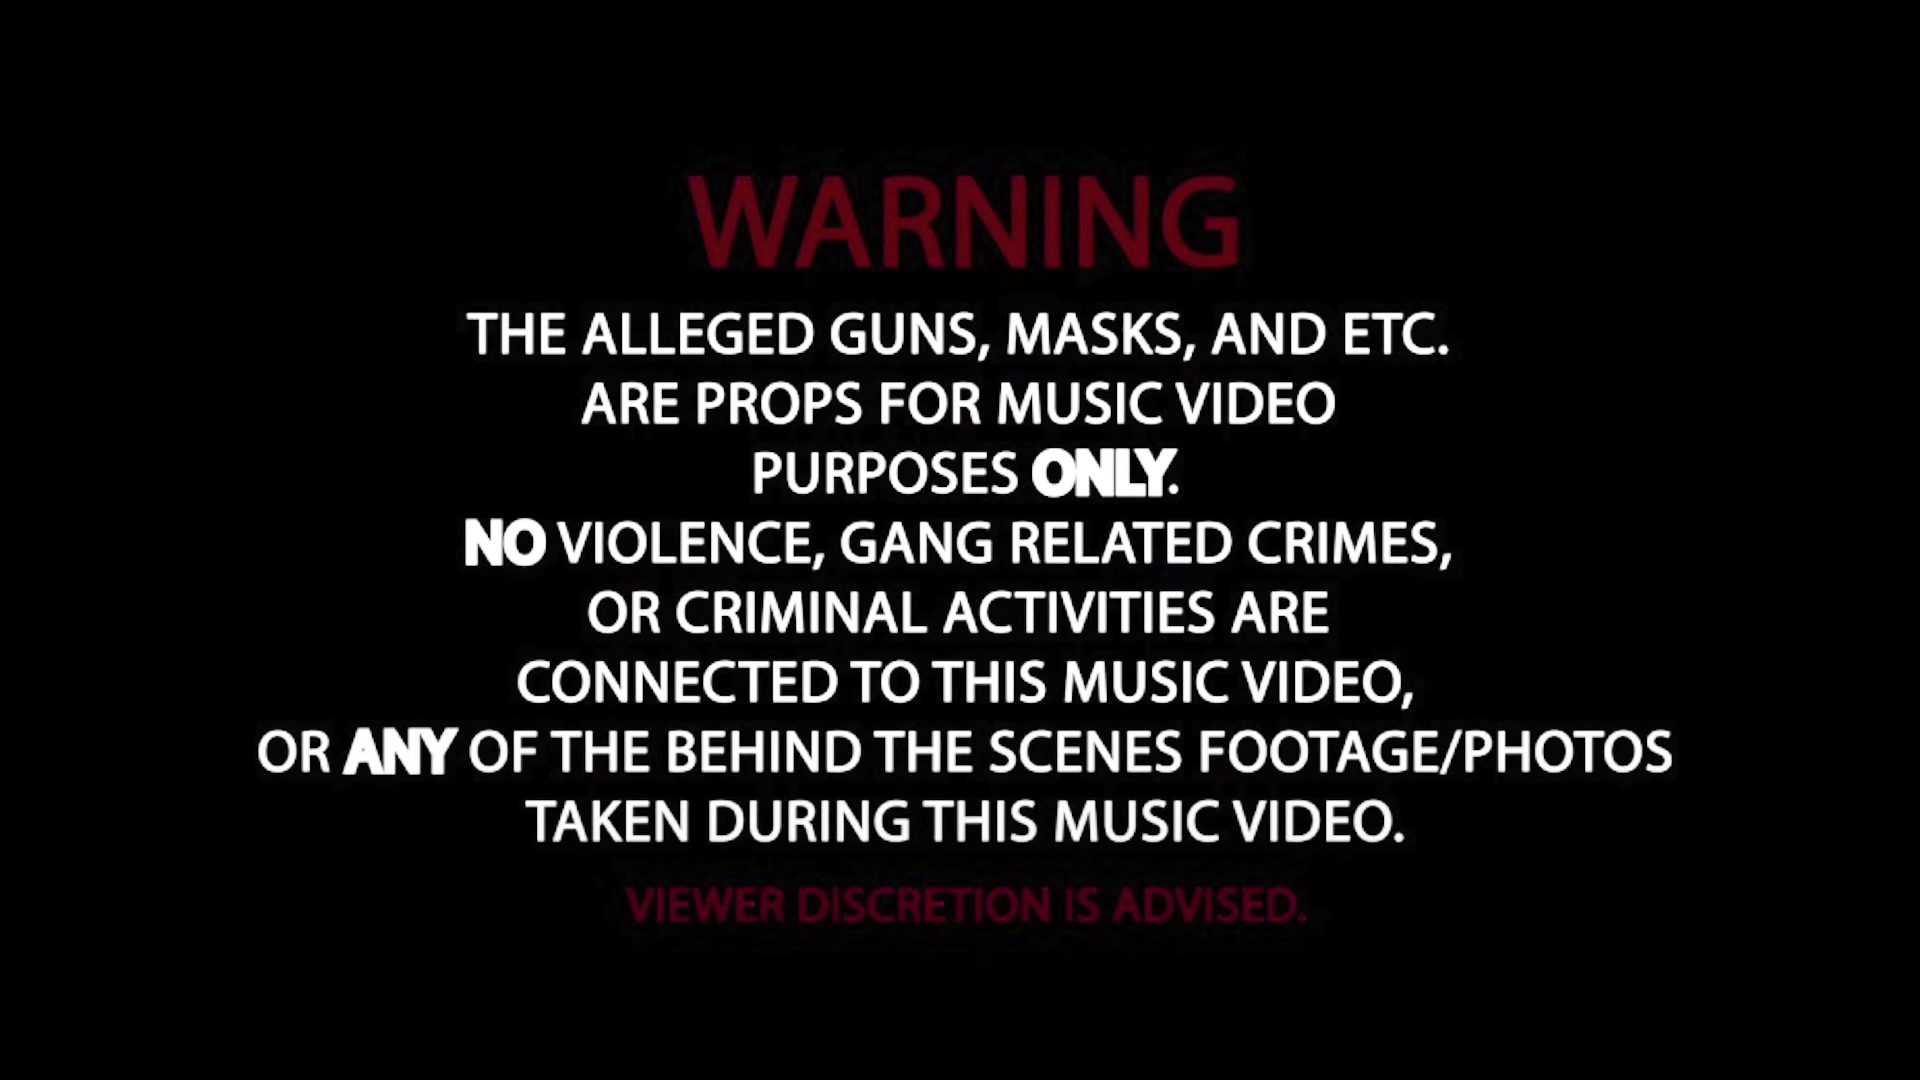 WARNING
THE ALLEGED GUNS, MASKS, AND ETC.
ARE PROPS FOR MUSIC VIDEO
PURPOSES ONLY.
NO VIOLENCE, GANG RELATED CRIMES,
OR CRIMINAL ACTIVITIES ARE
CONNECTED TO THIS MUSIC VIDEO,
OR ANY OF THE BEHIND THE SCENES FOOTAGE/PHOTOS
TAKEN DURING THIS MUSIC VIDEO.
VIEWER DISCRETION IS ADVISED.